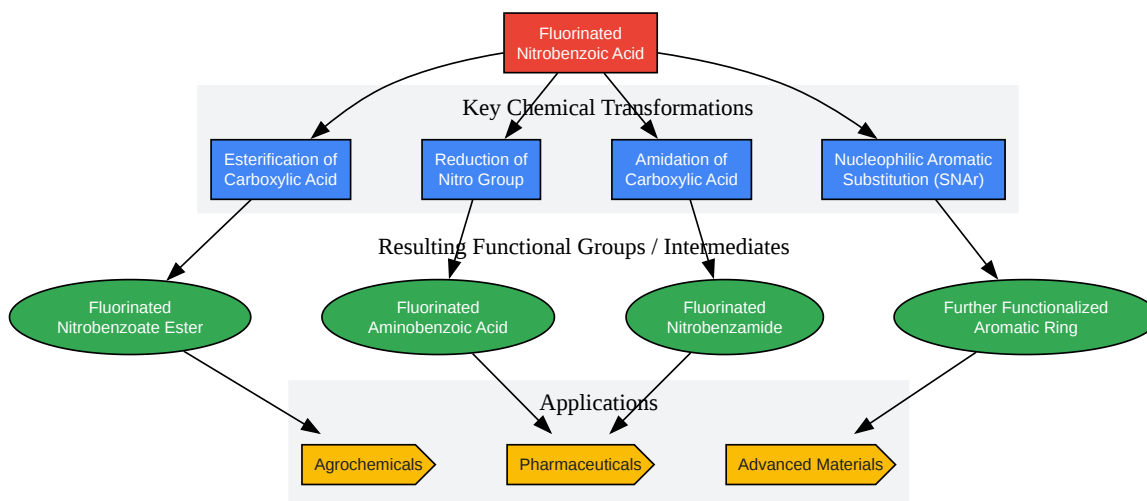 Fluorinated
Nitrobenzoic Acid
Key Chemical Transformations
Esterification of
Carboxylic Acid
Reduction of
Nitro Group
Amidation of
Carboxylic Acid
Nucleophilic Aromatic
Substitution (SNAr)
Resulting Functional Groups / Intermediates
Fluorinated
Nitrobenzoate Ester
Fluorinated
Aminobenzoic Acid
Fluorinated
Nitrobenzamide
Further Functionalized
Aromatic Ring
Applications
Agrochemicals
Pharmaceuticals
Advanced Materials